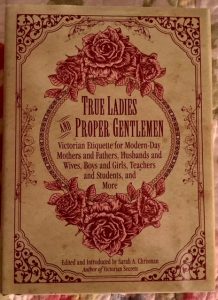 TRUE LADIES
AND PROPER GENTLEMEN
Victorian Etiquette for Modern-Day
Mothers and Fathers, Husbands and
Wives, Boys and Girls, Teachers
and Students, and
More
Edited and Introduced by Sarah A. Chrisman
Author of Victorian Secrets